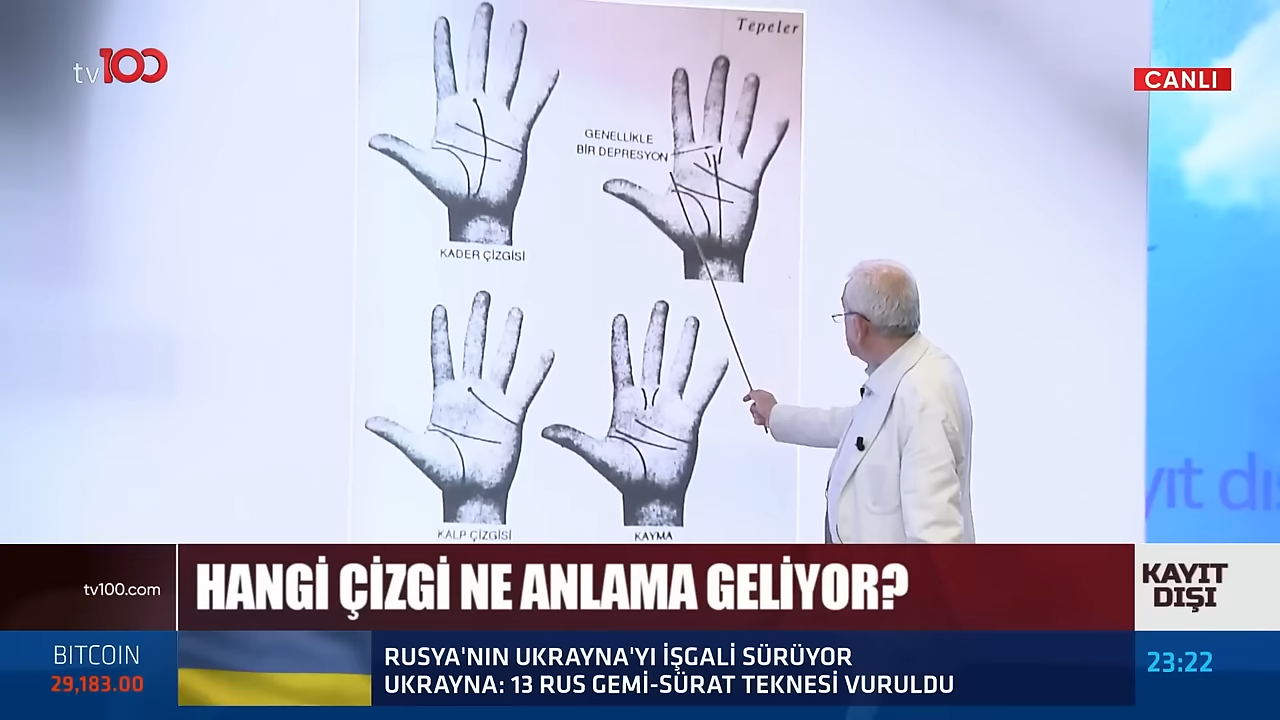 tv100
CANLI
Tepeler
GENELLİKLE
BİR DEPRESYON
KADER ÇİZGİSİ
KALP ÇİZGİSİ
KAYMA
yıt dış
tv100.com
HANGİ ÇİZGİ NE ANLAMA GELİYOR?
KAYIT
DIŞI
BITCOIN
29,183.00
RUSYA'NIN UKRAYNA'YI İŞGALİ SÜRÜYOR
UKRAYNA: 13 RUS GEMİ-SÜRAT TEKNESİ VURULDU
23:22